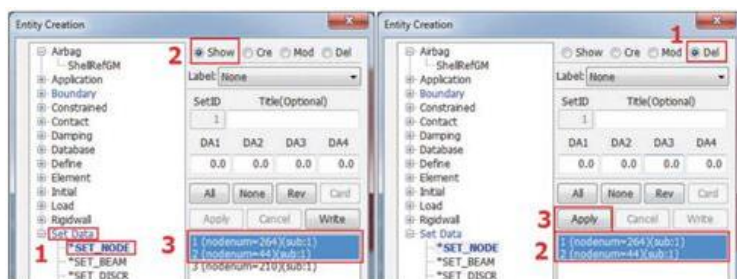 Entity Creation
Airbag
ShellRefGM
Application
Boundary
Constrained
Contact
Damping
Database
Define
Element
Initial
Load
Rigidwall
Set Data
*SET_NODE
*SET_BEAM
*SET_DISCR
1
2
Show Cre Mod Del
Label: None
SetID Title(Optional)
1
DA1 DA2 DA3 DA4
0.0 0.0 0.0 0.0
All None Rev Card
Apply Cancel Write
3
1 (nodenum=264)(sub:1)
2 (nodenum=44)(sub:1)
3 (nodenum=210)(sub:1)
Entity Creation
Airbag
ShellRefGM
Application
Boundary
Constrained
Contact
Damping
Database
Define
Element
Initial
Load
Rigidwall
Set Data
*SET_NODE
*SET_BEAM
*SET_DISCR
1
Show Cre Mod Del
Label: None
SetID Title(Optional)
1
DA1 DA2 DA3 DA4
0.0 0.0 0.0 0.0
All None Rev Card
3
Apply Cancel Write
2
1 (nodenum=264)(sub:1)
2 (nodenum=44)(sub:1)